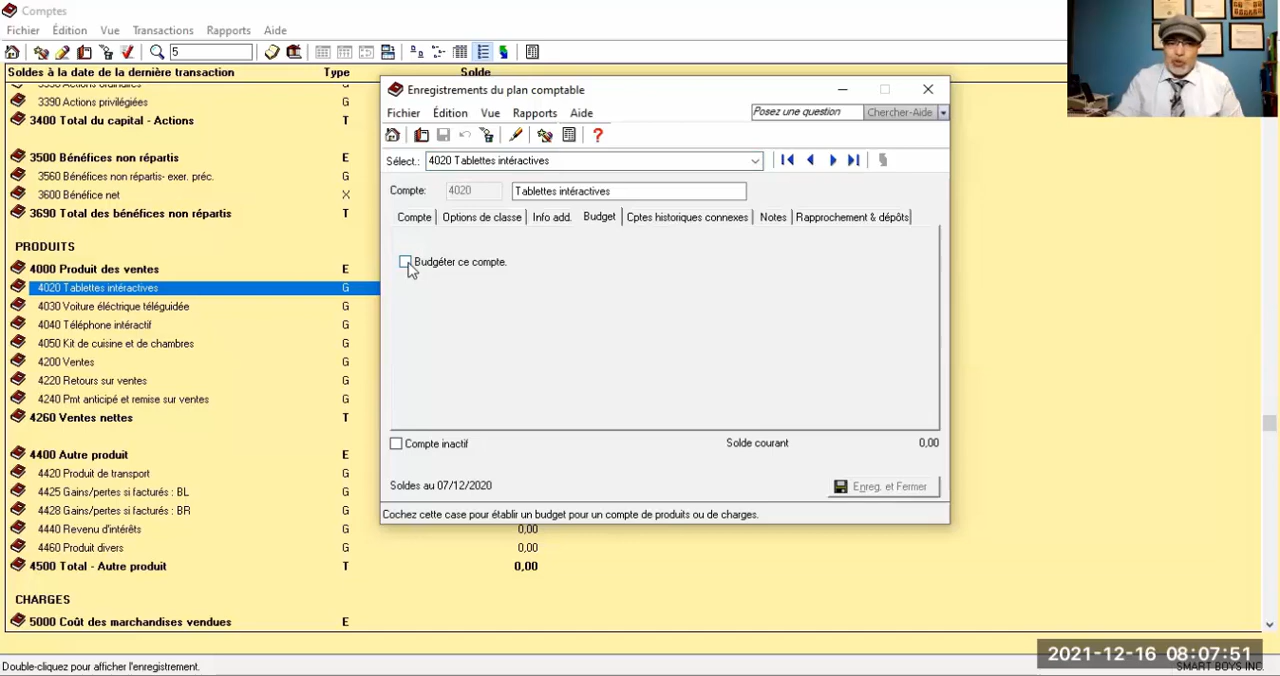 Comptes
Fichier Édition Vue Transactions Rapports Aide
5
Soldes à la date de la dernière transaction Type Solde
3350 Actions ordinaires G
3390 Actions privilégiées G
3400 Total du capital - Actions T
3500 Bénéfices non répartis E
3560 Bénéfices non répartis- exer. préc. G
3600 Bénéfice net X
3690 Total des bénéfices non répartis T
PRODUITS
4000 Produit des ventes E
4020 Tablettes intéractives G
4030 Voiture éléctrique téléguidée G
4040 Téléphone intéractif G
4050 Kit de cuisine et de chambres G
4200 Ventes G
4220 Retours sur ventes G
4240 Pmt anticipé et remise sur ventes G
4260 Ventes nettes T
4400 Autre produit E
4420 Produit de transport G
4425 Gains/pertes si facturés : BL G
4428 Gains/pertes si facturés : BR G
4440 Revenu d'intérêts G 0,00
4460 Produit divers G 0,00
4500 Total - Autre produit T 0,00
CHARGES
5000 Coût des marchandises vendues E
Double-cliquez pour afficher l'enregistrement.
Enregistrements du plan comptable
Fichier Édition Vue Rapports Aide Posez une question Chercher-Aide
Sélect.: 4020 Tablettes intéractives
Compte: 4020 Tablettes intéractives
Compte Options de classe Info add. Budget Cptes historiques connexes Notes Rapprochement & dépôts
Budgéter ce compte.
Compte inactif Solde courant 0,00
Soldes au 07/12/2020 Enreg. et Fermer
Cochez cette case pour établir un budget pour un compte de produits ou de charges.
2021-12-16 08:07:51
SMART BOYS INC.